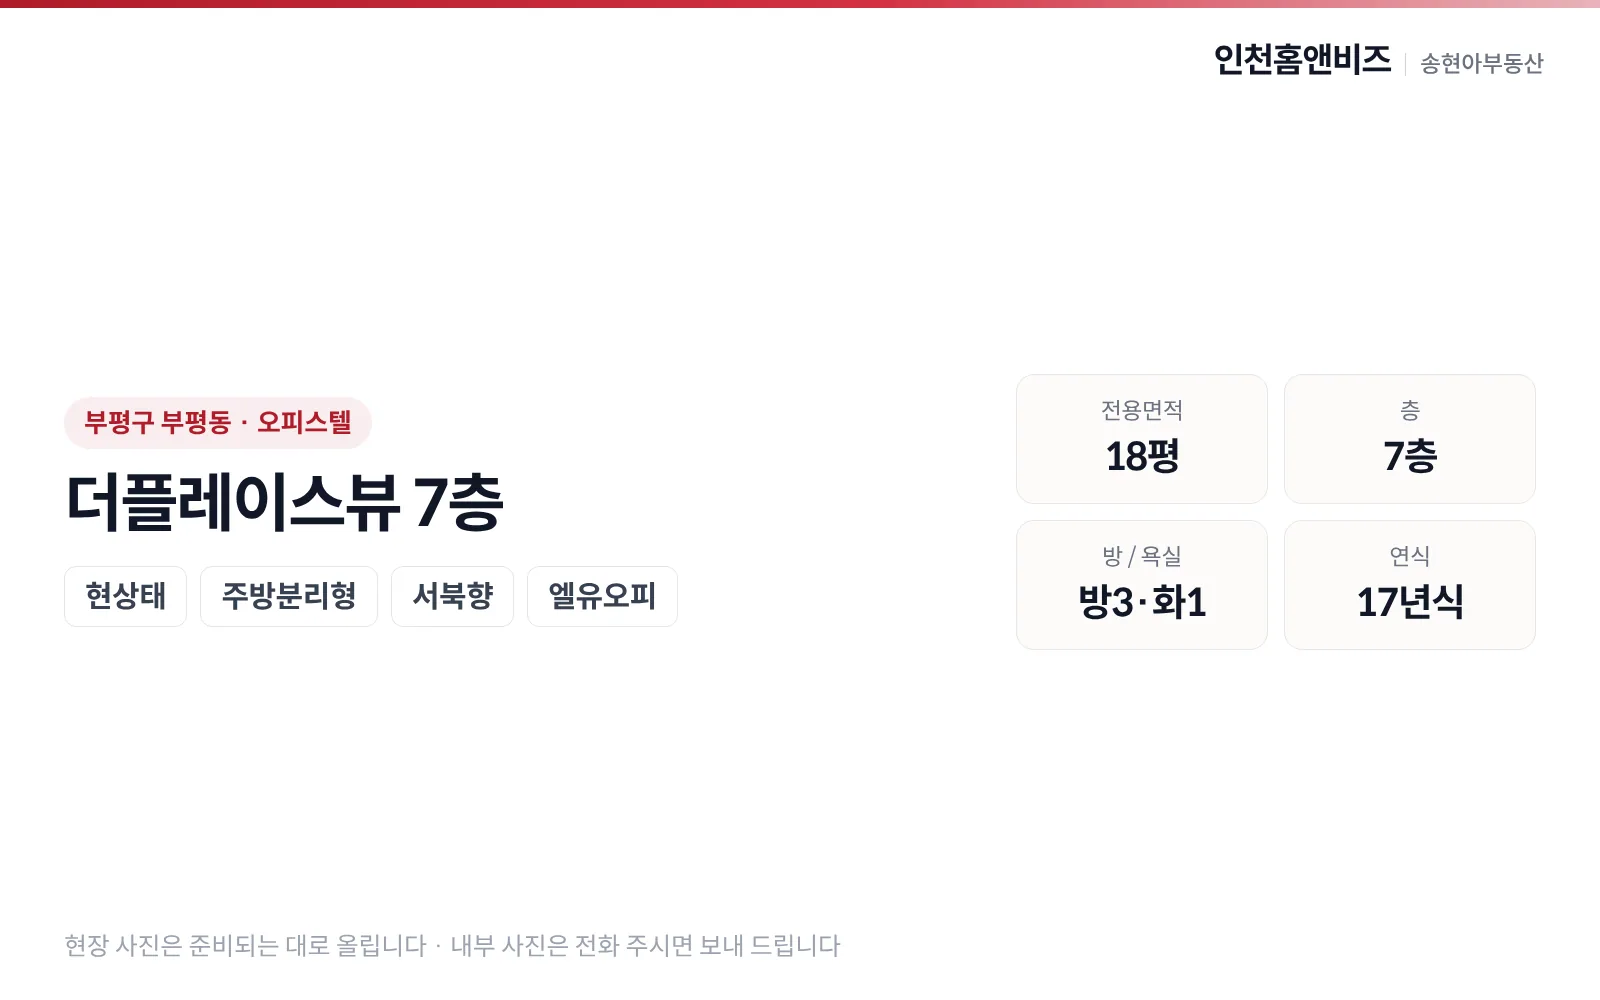 인천홈앤비즈 | 송현아부동산
부평구 부평동 · 오피스텔
더플레이스뷰 7층
현상태 주방분리형 서북향 엘유오피
전용면적
18평
층
7층
방 / 욕실
방3·화1
연식
17년식
현장 사진은 준비되는 대로 올립니다 · 내부 사진은 전화 주시면 보내 드립니다